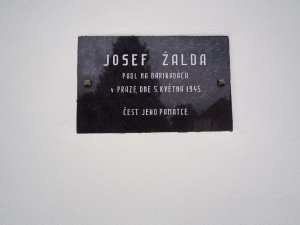 JOSEF ŽALDA
PADL NA BARIKÁDÁCH
V PRAZE DNE 5. KVĚTNA 1945.
ČEST JEHO PAMÁTCE.